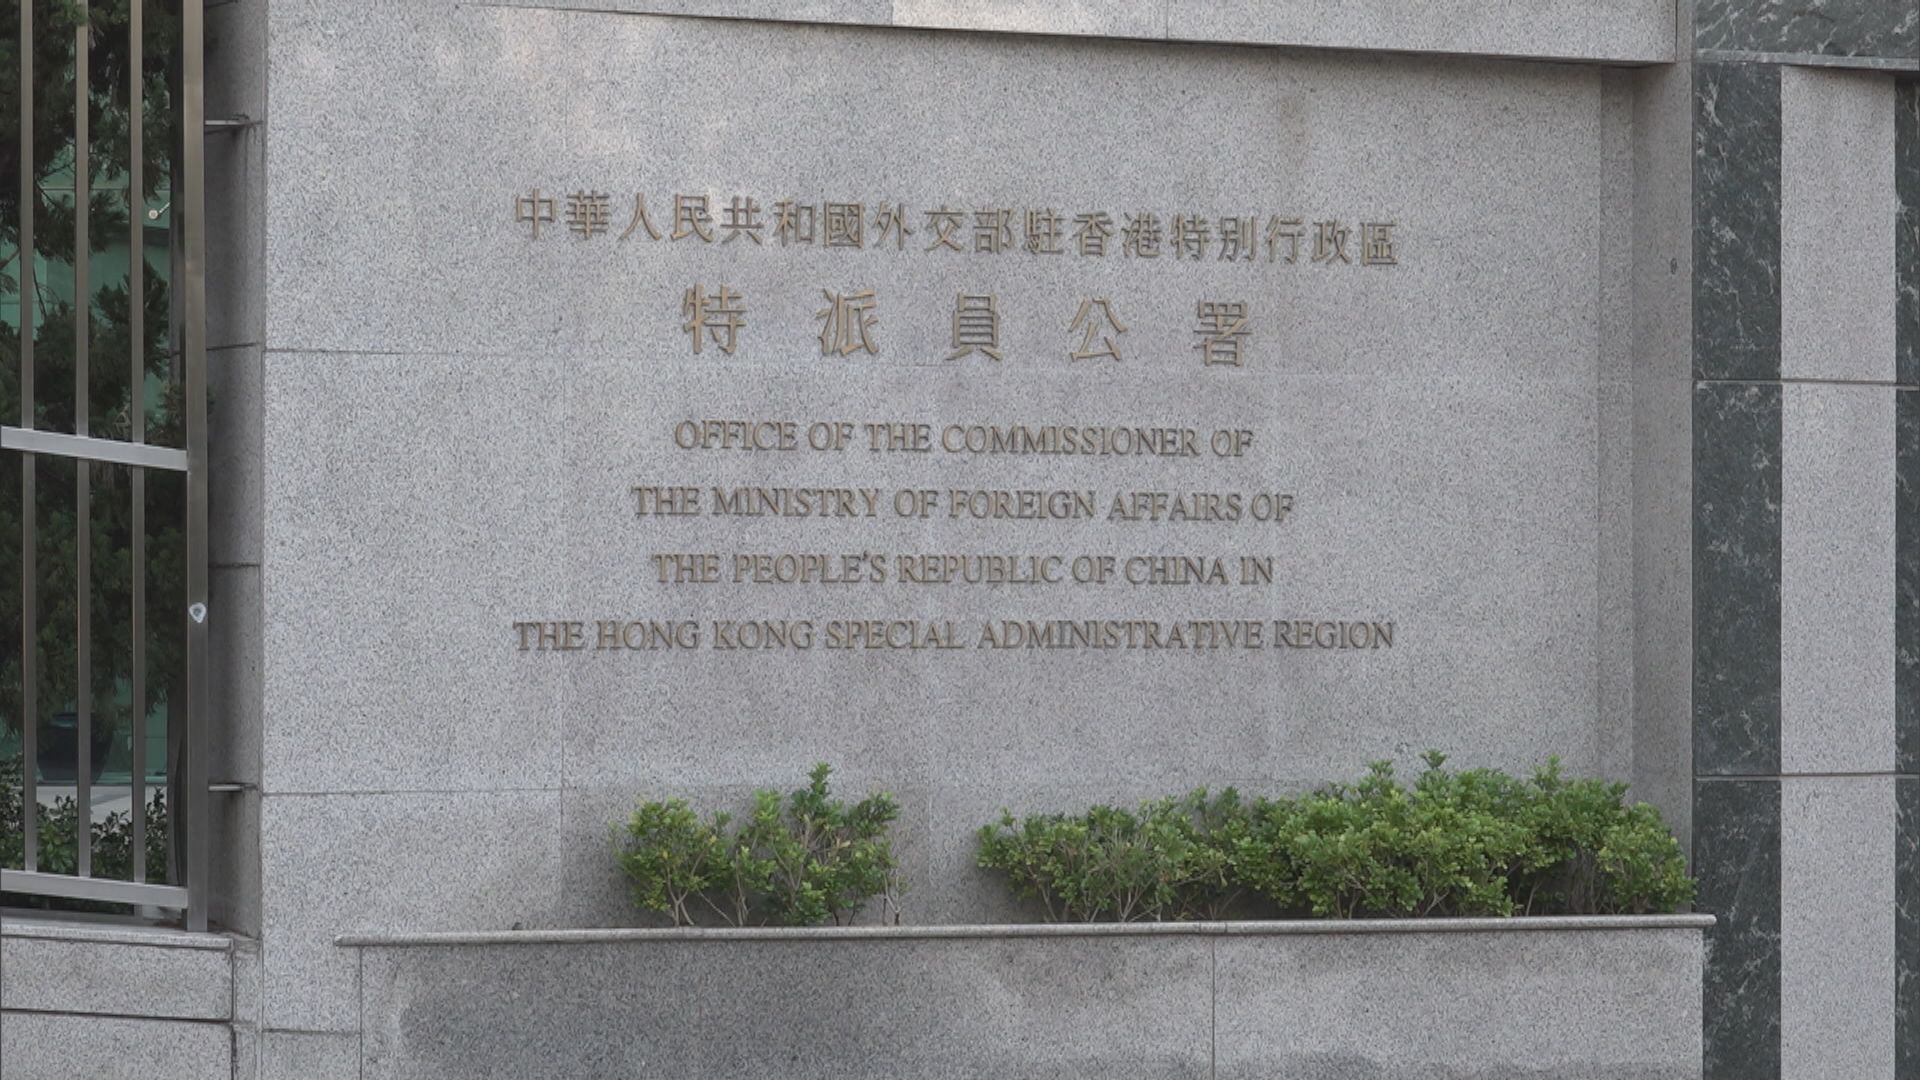 中華人民共和國外交部駐香港特別行政區
特派員公署
OFFICE OF THE COMMISSIONER OF
THE MINISTRY OF FOREIGN AFFAIRS OF
THE PEOPLE'S REPUBLIC OF CHINA IN
THE HONG KONG SPECIAL ADMINISTRATIVE REGION